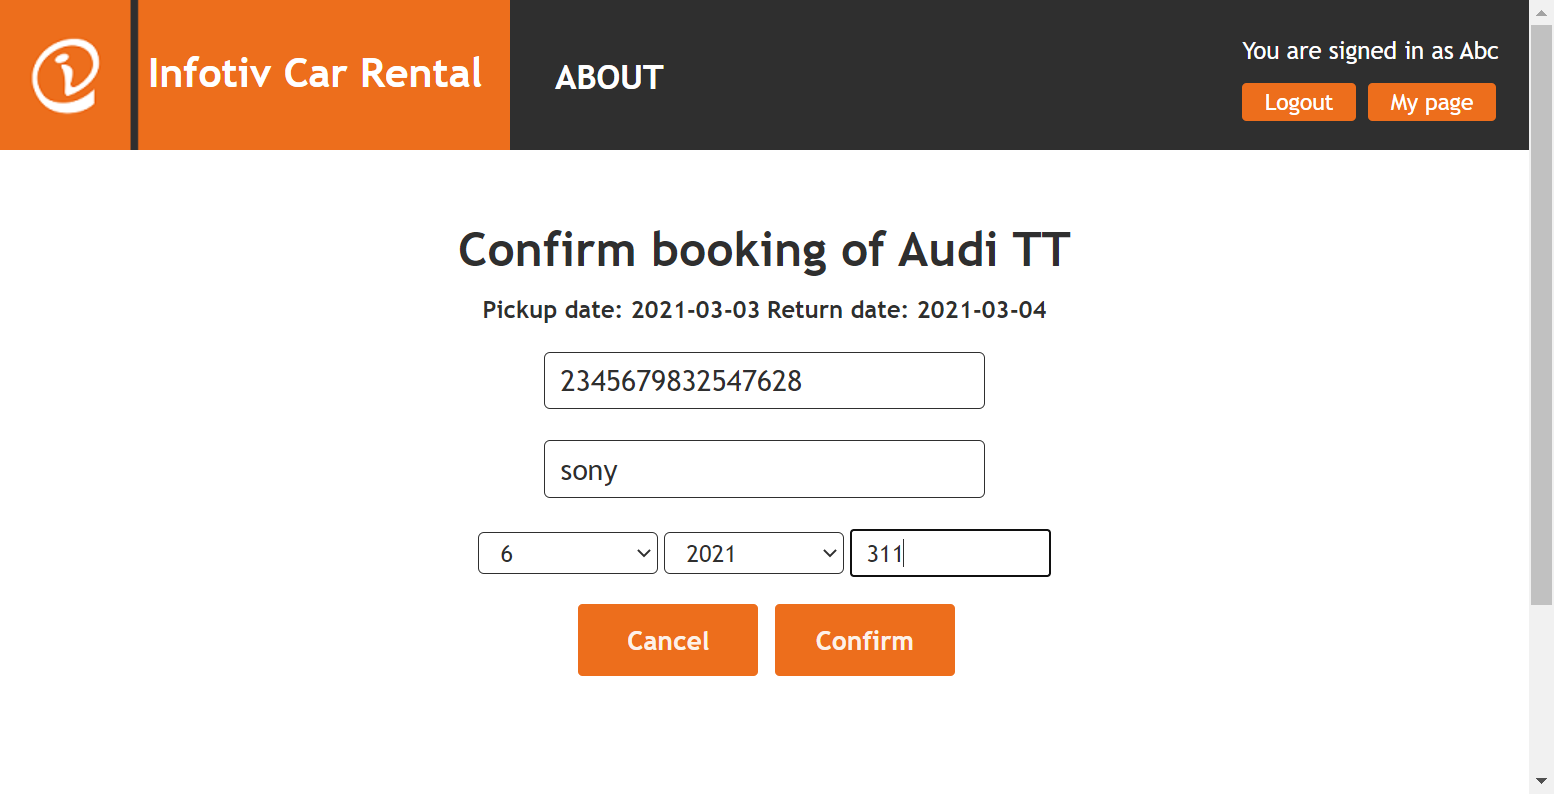 Infotiv Car Rental
ABOUT
You are signed in as Abc
Logout My page
Confirm booking of Audi TT
Pickup date: 2021-03-03 Return date: 2021-03-04
2345679832547628
sony
6 2021 311
Cancel Confirm